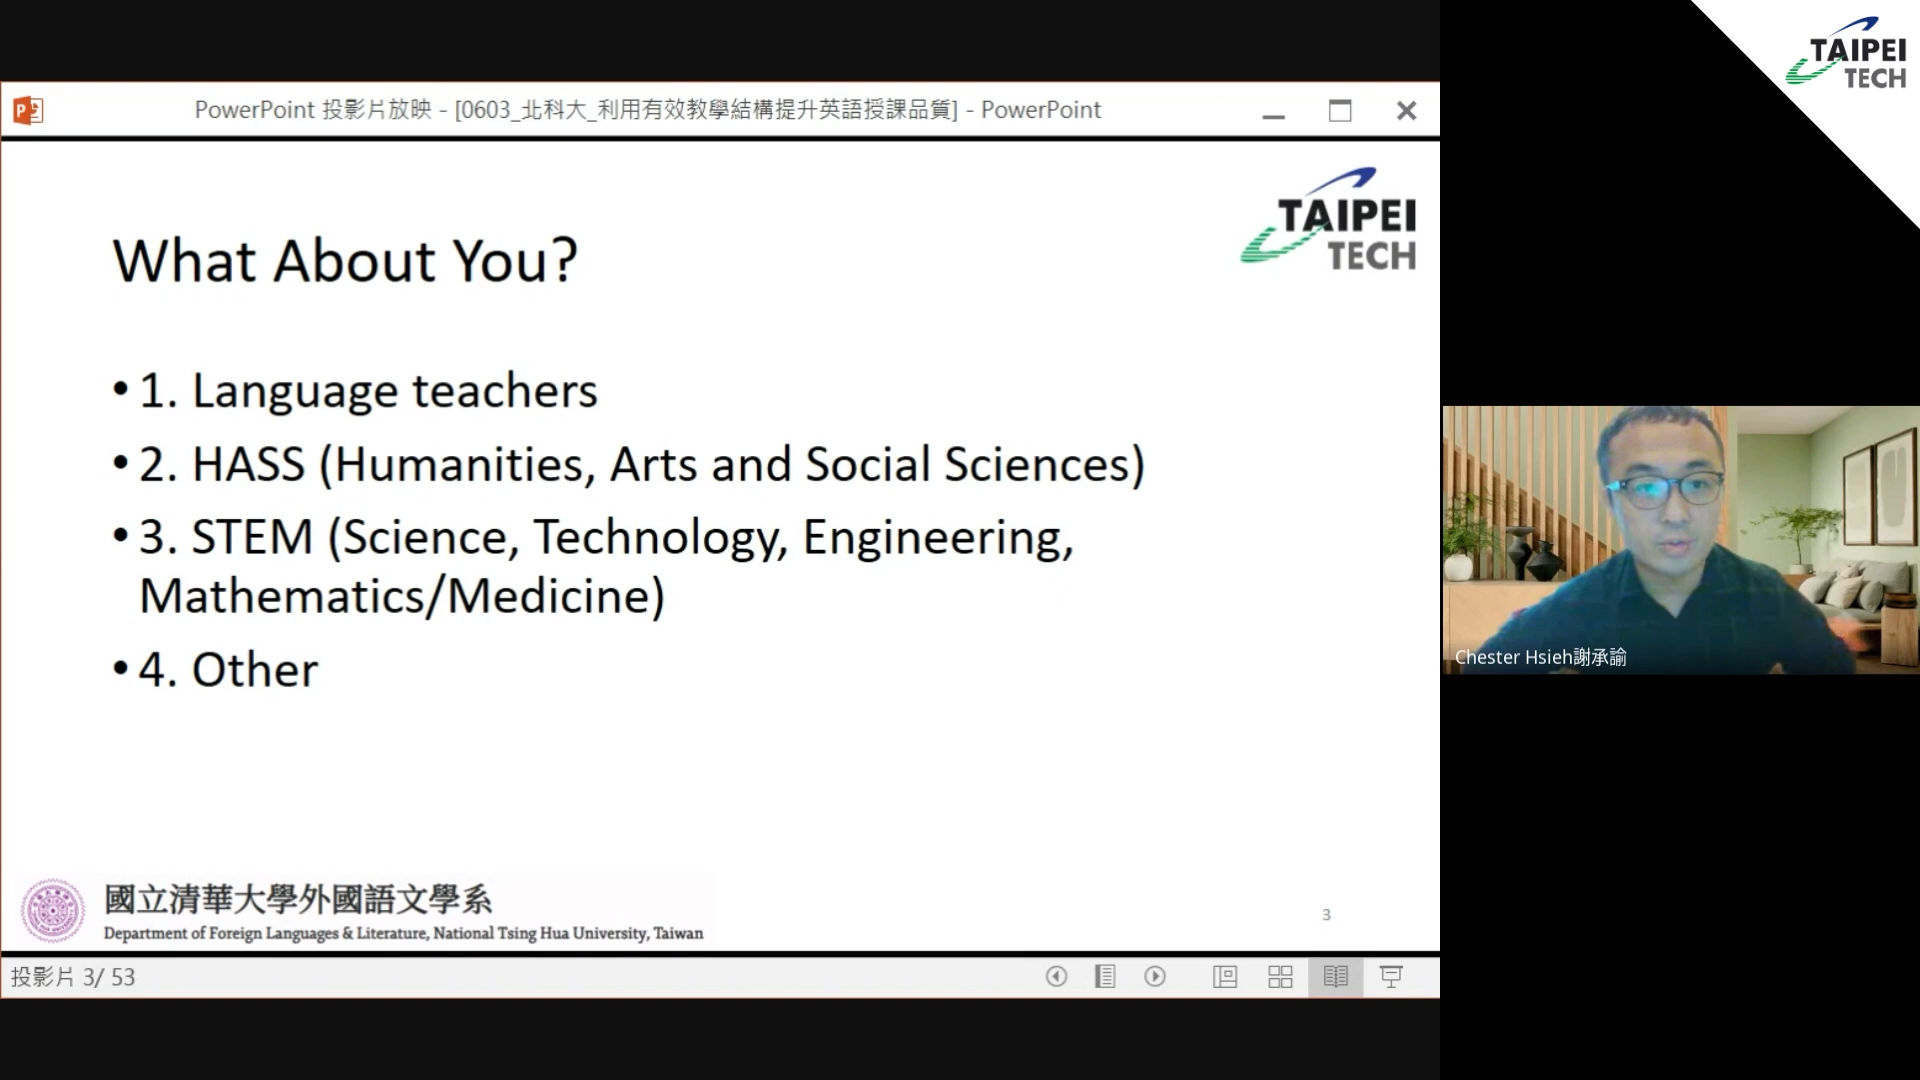 PowerPoint 投影片放映 - [0603_北科大_利用有效教學結構提升英語授課品質] - PowerPoint
TAIPEI
TECH
What About You?
• 1. Language teachers
• 2. HASS (Humanities, Arts and Social Sciences)
• 3. STEM (Science, Technology, Engineering,
Mathematics/Medicine)
• 4. Other
國立清華大學外國語文學系
Department of Foreign Languages & Literature, National Tsing Hua University, Taiwan
3
投影片 3/ 53
TAIPEI
TECH
Chester Hsieh謝承諭